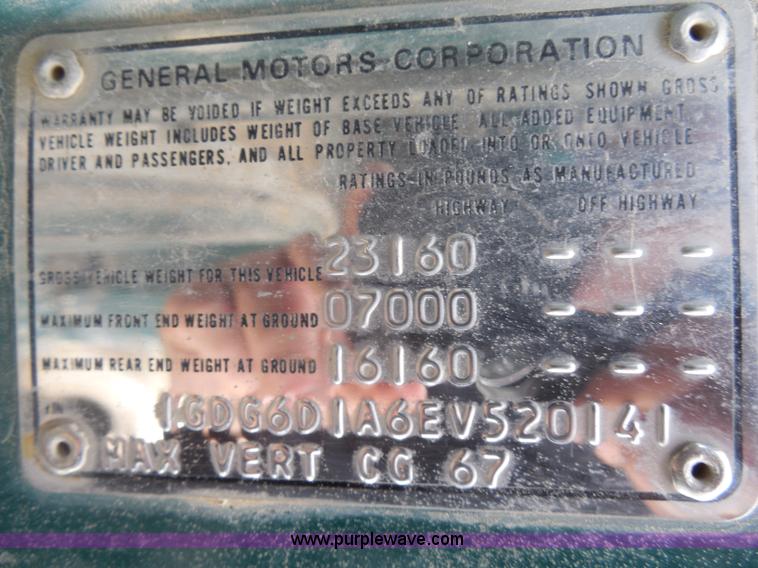 GENERAL MOTORS CORPORATION
WARRANTY MAY BE VOIDED IF WEIGHT EXCEEDS ANY OF RATINGS SHOWN GROSS
VEHICLE WEIGHT INCLUDES WEIGHT OF BASE VEHICLE ALL ADDED EQUIPMENT
DRIVER AND PASSENGERS, AND ALL PROPERTY LOADED INTO OR ONTO VEHICLE
RATINGS-IN POUNDS AS MANUFACTURED
HIGHWAY OFF HIGHWAY
GROSS VEHICLE WEIGHT FOR THIS VEHICLE 23160 - - -
MAXIMUM FRONT END WEIGHT AT GROUND 07000 - - -
MAXIMUM REAR END WEIGHT AT GROUND 16160 - - -
VIN 1GDG6D1A6EV520141
MAX VERT CG 67
www.purplewave.com